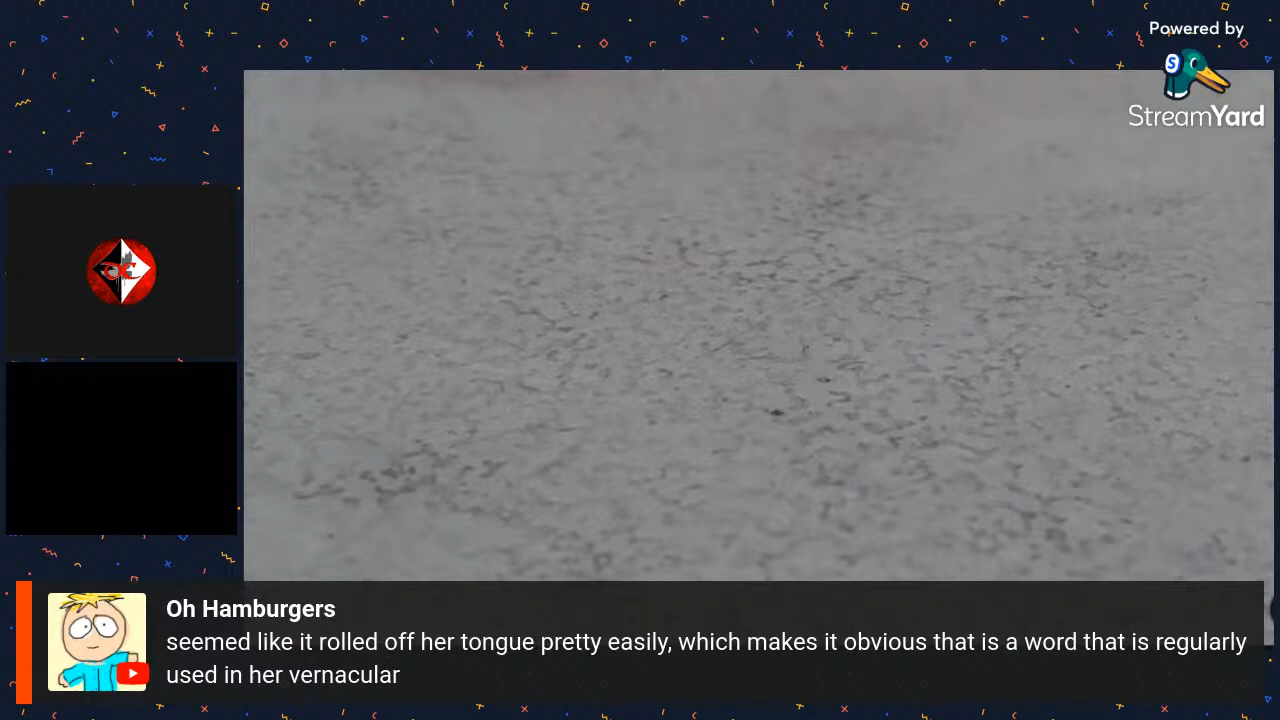 Powered by
StreamYard
Oh Hamburgers
seemed like it rolled off her tongue pretty easily, which makes it obvious that is a word that is regularly
used in her vernacular